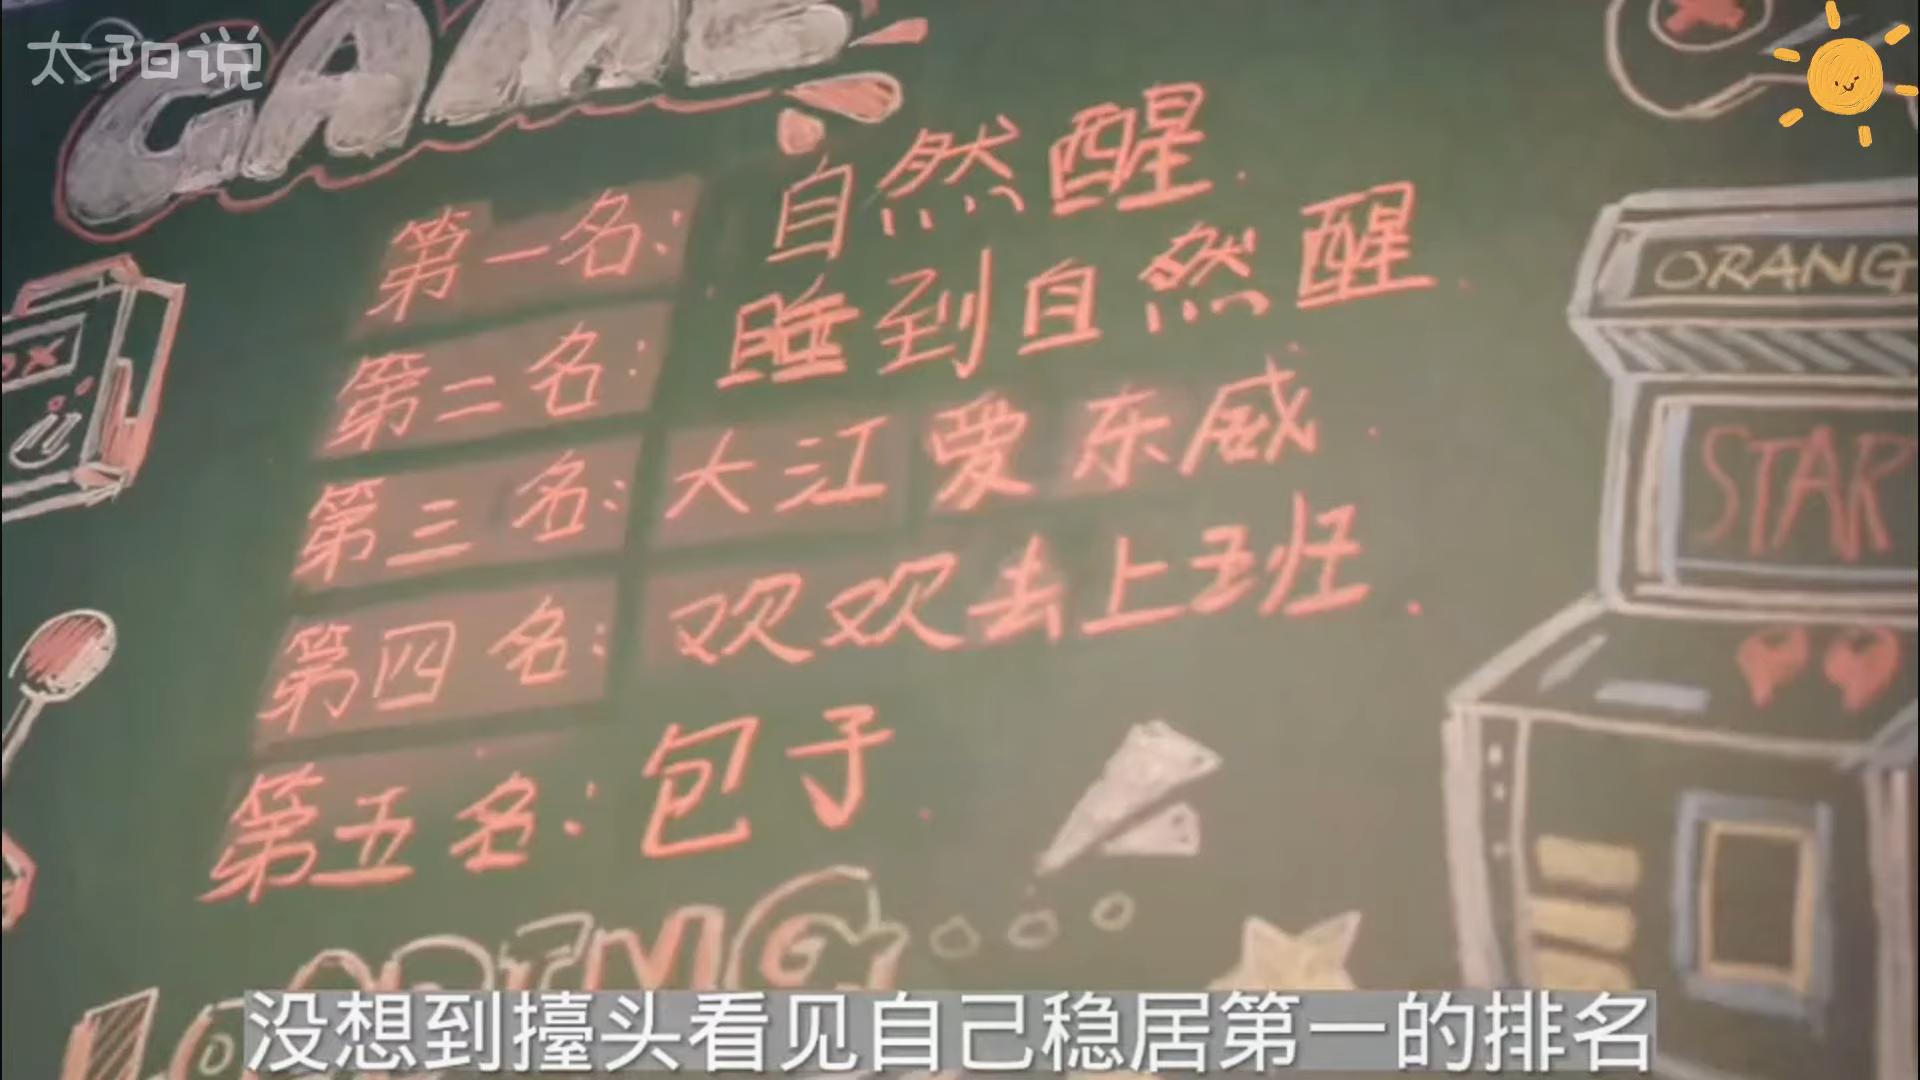 太阳说
GAME
第一名: 自然醒.
第二名: 睡到自然醒.
第三名: 大江爱东威.
第四名: 欢欢去上班.
第五名: 包子.
ORANG
STAR
LOADING...
没想到擡头看见自己稳居第一的排名